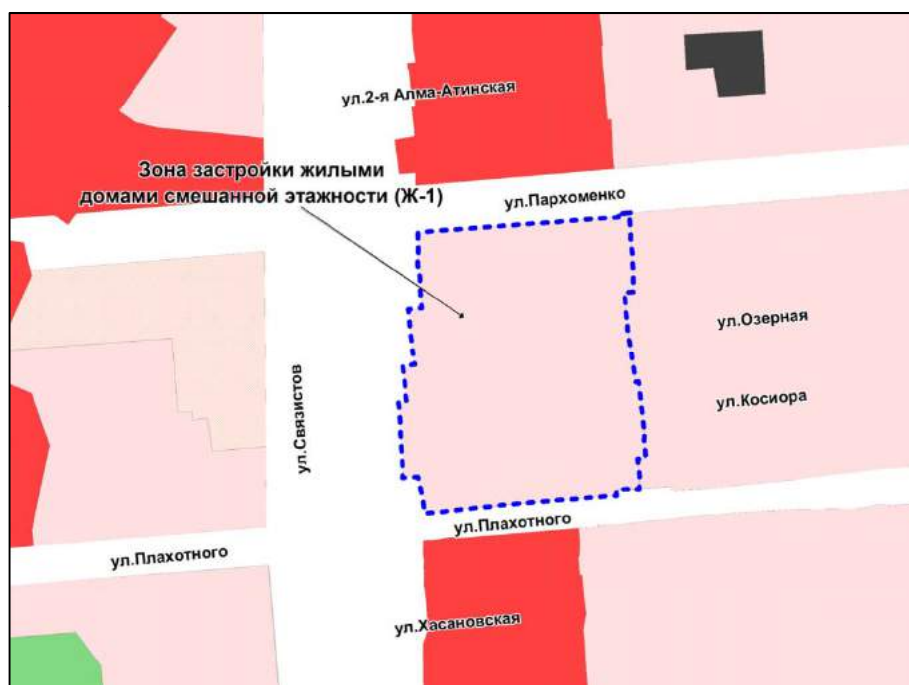 ул.2-я Алма-Атинская
Зона застройки жилыми
домами смешанной этажности (Ж-1)
ул.Пархоменко
ул.Озерная
ул.Косиора
ул.Связистов
ул.Плахотного
ул.Плахотного
ул.Хасановская